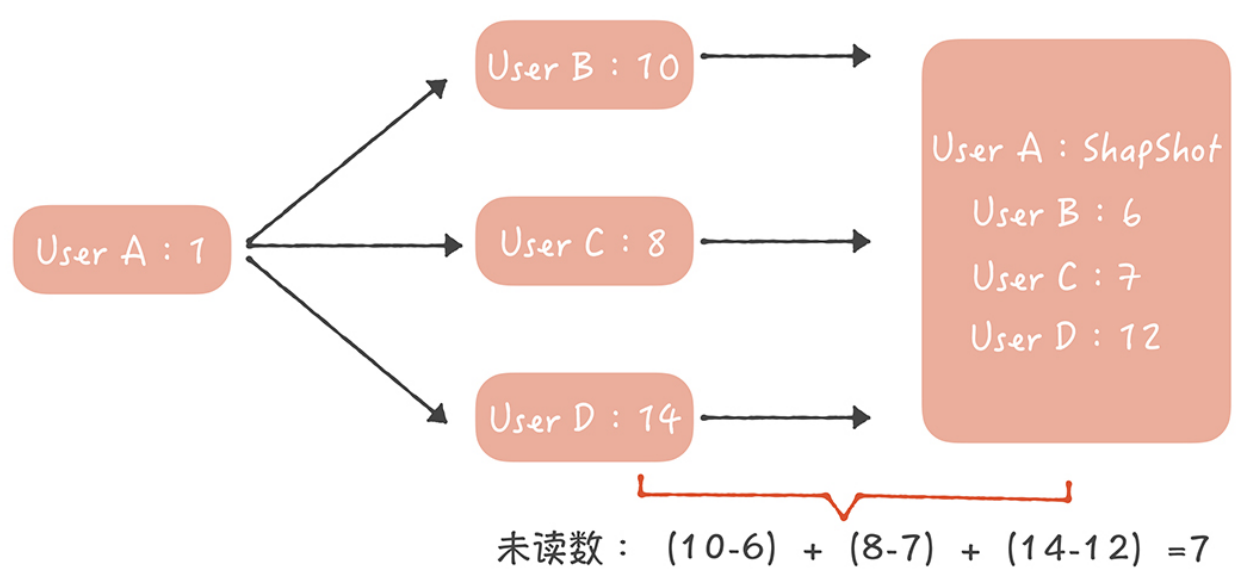 User A : 1
User B : 10
User C : 8
User D : 14
User A : ShapShot
User B : 6
User C : 7
User D : 12
未读数： (10-6) + (8-7) + (14-12) =7